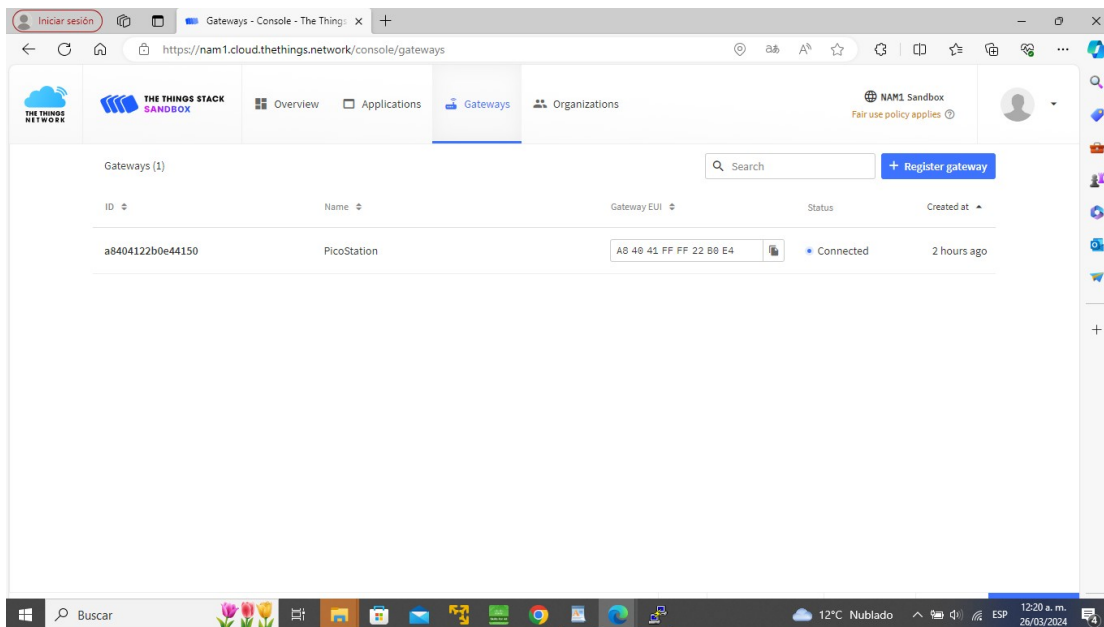 Iniciar sesión
Gateways - Console - The Things
https://nam1.cloud.thethings.network/console/gateways
THE THINGS NETWORK
THE THINGS STACK
SANDBOX
Overview
Applications
Gateways
Organizations
NAM1 Sandbox
Fair use policy applies
Gateways (1)
Search
+ Register gateway
ID
Name
Gateway EUI
Status
Created at
a8404122b0e44150
PicoStation
A8 40 41 FF FF 22 B0 E4
Connected
2 hours ago
Buscar
12°C Nublado
ESP
12:20 a. m.
26/03/2024